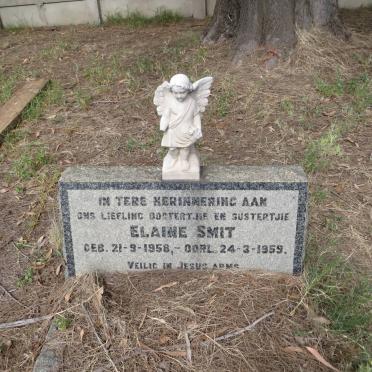 IN TERE HERINNERING AAN
ONS LIEFLING DOGTERTJIE EN SUSTERTJIE
ELAINE SMIT
GEB. 21-9-1958,- OORL. 24-3-1959.
VEILIG IN JESUS ARMS